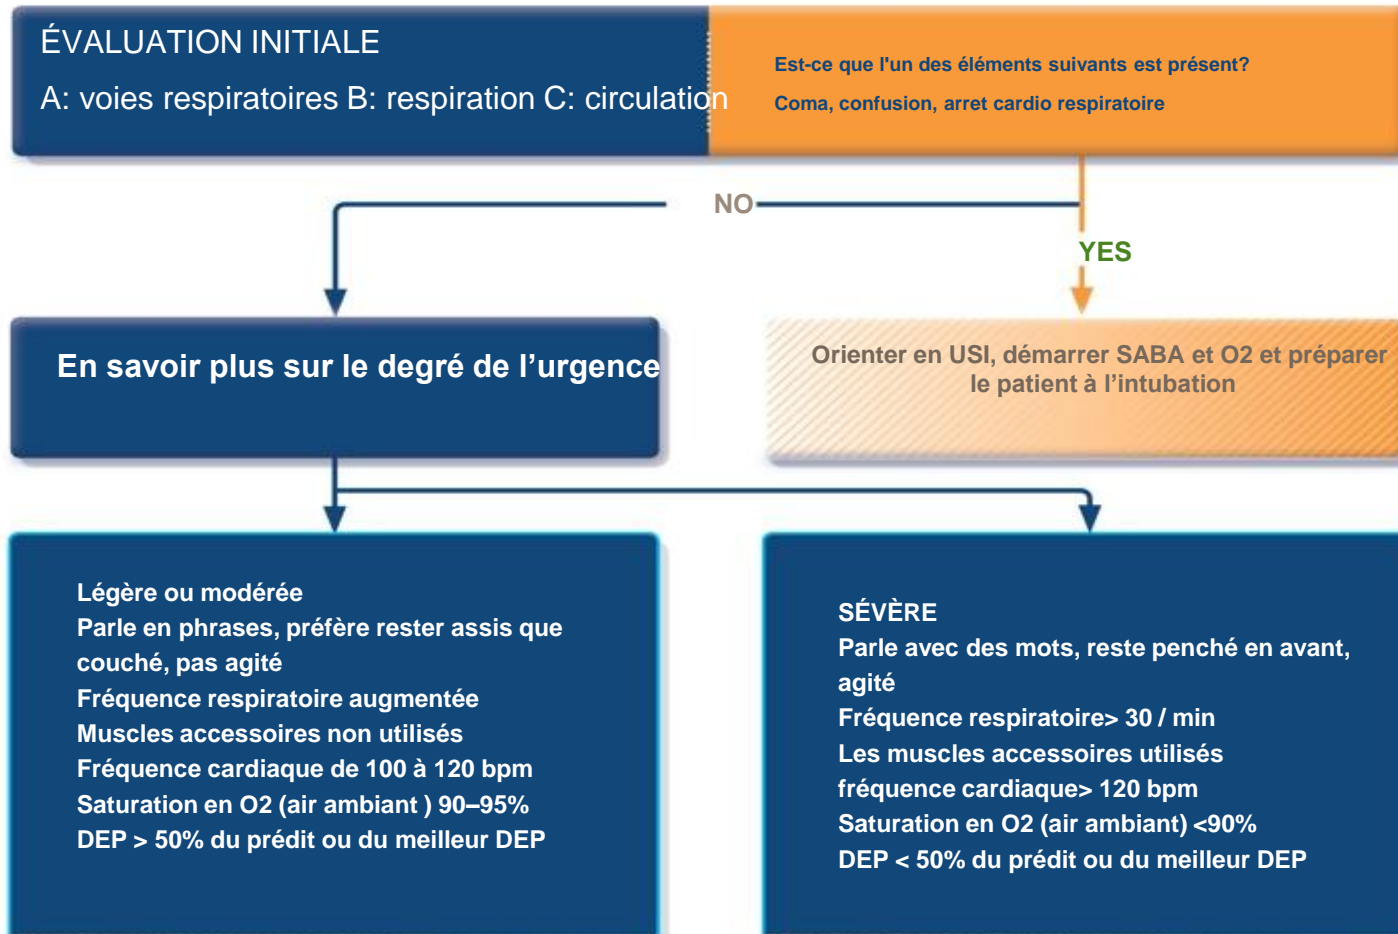 ÉVALUATION INITIALE
A: voies respiratoires B: respiration C: circulation
Est-ce que l'un des éléments suivants est présent?
Coma, confusion, arret cardio respiratoire
NO
YES
En savoir plus sur le degré de l’urgence
Orienter en USI, démarrer SABA et O2 et préparer
le patient à l’intubation
Légère ou modérée
Parle en phrases, préfère rester assis que
couché, pas agité
Fréquence respiratoire augmentée
Muscles accessoires non utilisés
Fréquence cardiaque de 100 à 120 bpm
Saturation en O2 (air ambiant ) 90–95%
DEP > 50% du prédit ou du meilleur DEP
SÉVÈRE
Parle avec des mots, reste penché en avant,
agité
Fréquence respiratoire> 30 / min
Les muscles accessoires utilisés
fréquence cardiaque> 120 bpm
Saturation en O2 (air ambiant) <90%
DEP < 50% du prédit ou du meilleur DEP